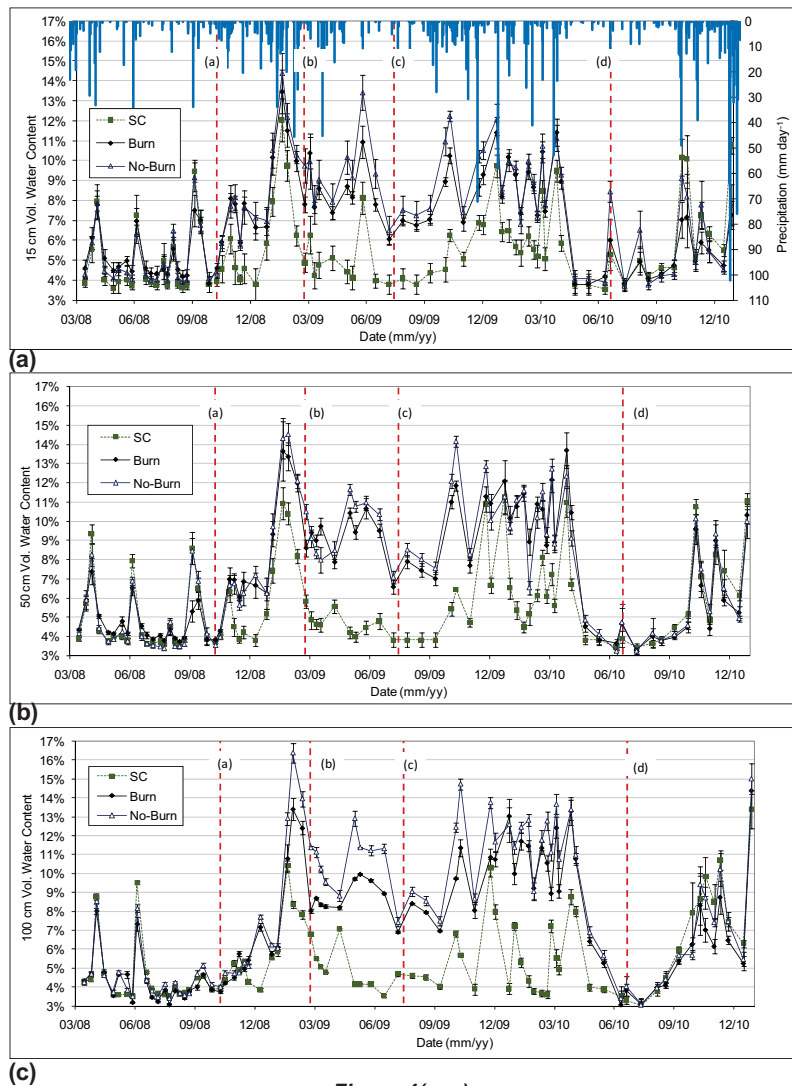 17%
16%
15%
14%
13%
12%
11%
10%
9%
8%
7%
6%
5%
4%
3%
15 cm Vol. Water Content
(a) (b) (c) (d)
SC
Burn
No-Burn
0
10
20
30
40
50
60
70
80
90
100
110
Precipitation (mm day-1)
03/08 06/08 09/08 12/08 03/09 06/09 09/09 12/09 03/10 06/10 09/10 12/10
Date (mm/yy)
(a)
17%
16%
15%
14%
13%
12%
11%
10%
9%
8%
7%
6%
5%
4%
3%
50 cm Vol. Water Content
(a) (b) (c) (d)
SC
Burn
No-Burn
03/08 06/08 09/08 12/08 03/09 06/09 09/09 12/09 03/10 06/10 09/10 12/10
Date (mm/yy)
(b)
17%
16%
15%
14%
13%
12%
11%
10%
9%
8%
7%
6%
5%
4%
3%
100 cm Vol. Water Content
(a) (b) (c) (d)
SC
Burn
No-Burn
03/08 06/08 09/08 12/08 03/09 06/09 09/09 12/09 03/10 06/10 09/10 12/10
Date (mm/yy)
(c)